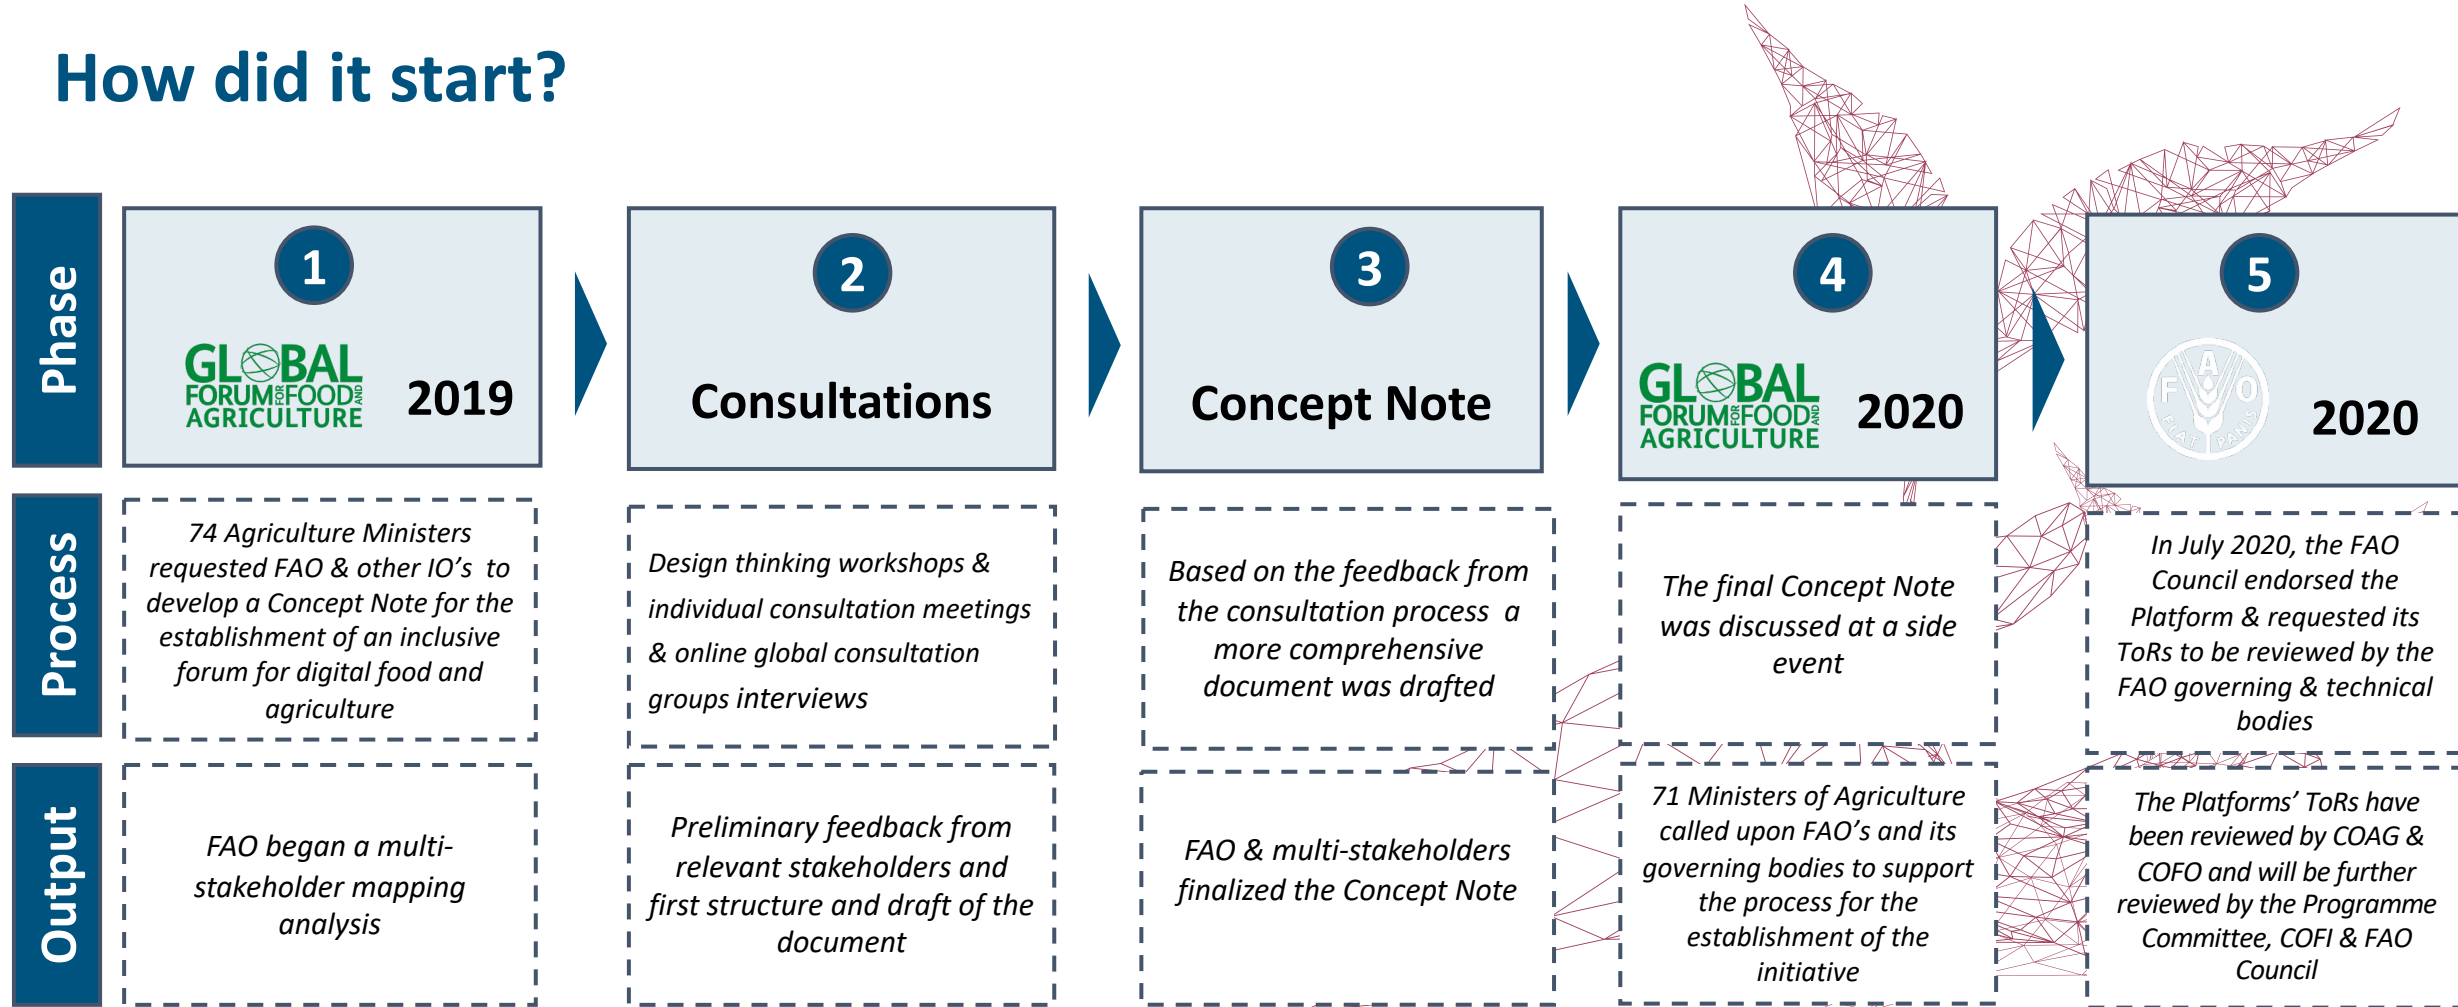 How did it start?
Phase
1
GLOBAL
FORUM FOR FOOD AND
AGRICULTURE
2019
2
Consultations
3
Concept Note
4
GLOBAL
FORUM FOR FOOD AND
AGRICULTURE
2020
5
F A O
FIAT PANIS
2020
Process
74 Agriculture Ministers
requested FAO & other IO’s to
develop a Concept Note for the
establishment of an inclusive
forum for digital food and
agriculture
Design thinking workshops &
individual consultation meetings
& online global consultation
groups interviews
Based on the feedback from
the consultation process a
more comprehensive
document was drafted
The final Concept Note
was discussed at a side
event
In July 2020, the FAO
Council endorsed the
Platform & requested its
ToRs to be reviewed by the
FAO governing & technical
bodies
Output
FAO began a multi-
stakeholder mapping
analysis
Preliminary feedback from
relevant stakeholders and
first structure and draft of the
document
FAO & multi-stakeholders
finalized the Concept Note
71 Ministers of Agriculture
called upon FAO’s and its
governing bodies to support
the process for the
establishment of the
initiative
The Platforms’ ToRs have
been reviewed by COAG &
COFO and will be further
reviewed by the Programme
Committee, COFI & FAO
Council